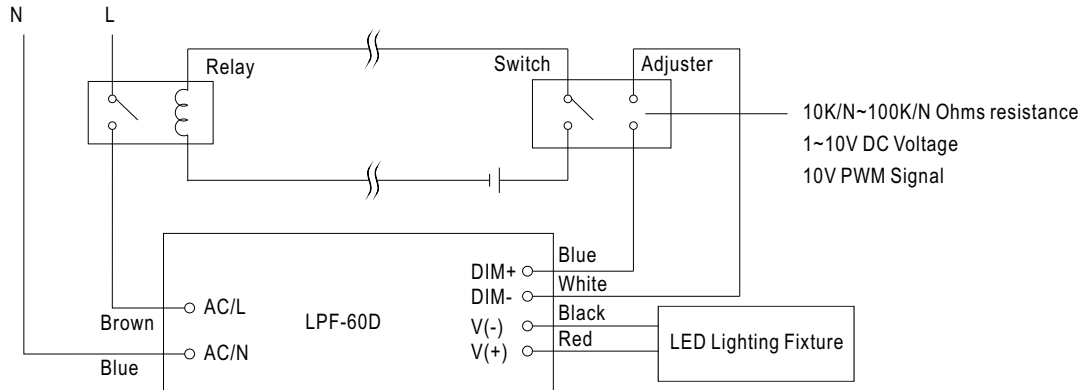 N L
Relay
Switch
Adjuster
10K/N~100K/N Ohms resistance
1~10V DC Voltage
10V PWM Signal
Blue
DIM+
White
DIM-
Black
V(-)
Red
V(+)
LED Lighting Fixture
AC/L
Brown
LPF-60D
AC/N
Blue